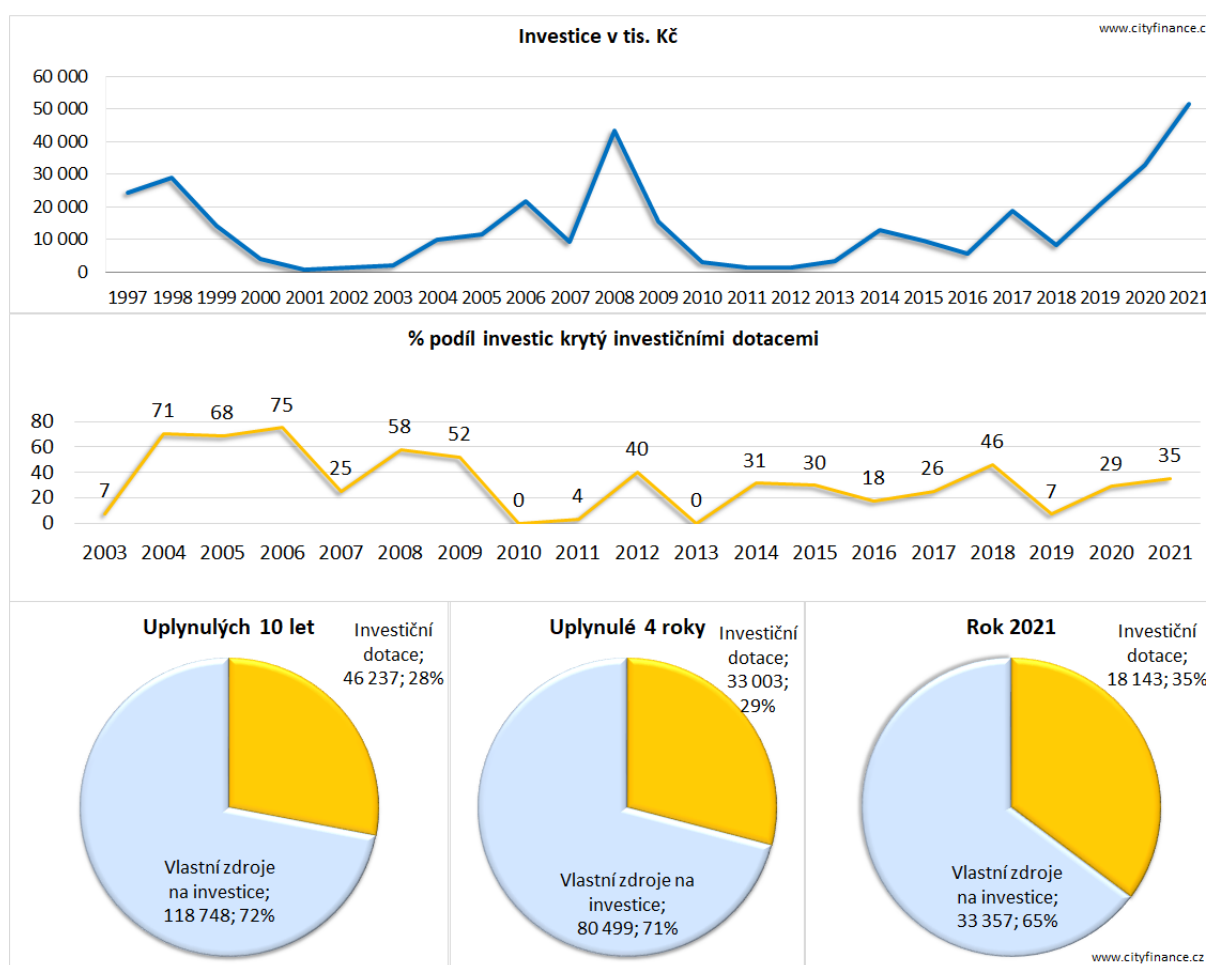 Investice v tis. Kč
www.cityfinance.c
60 000
50 000
40 000
30 000
20 000
10 000
0
1997 1998 1999 2000 2001 2002 2003 2004 2005 2006 2007 2008 2009 2010 2011 2012 2013 2014 2015 2016 2017 2018 2019 2020 2021
% podíl investic krytý investičními dotacemi
80
60
40
20
0
7 71 68 75 25 58 52 0 4 40 0 31 30 18 26 46 7 29 35
2003 2004 2005 2006 2007 2008 2009 2010 2011 2012 2013 2014 2015 2016 2017 2018 2019 2020 2021
Uplynulých 10 let
Investiční
dotace;
46 237; 28%
Vlastní zdroje
na investice;
118 748; 72%
Uplynulé 4 roky
Investiční
dotace;
33 003;
29%
Vlastní zdroje na
investice;
80 499; 71%
Rok 2021
Investiční
dotace;
18 143; 35%
Vlastní zdroje
na investice;
33 357; 65%
www.cityfinance.cz